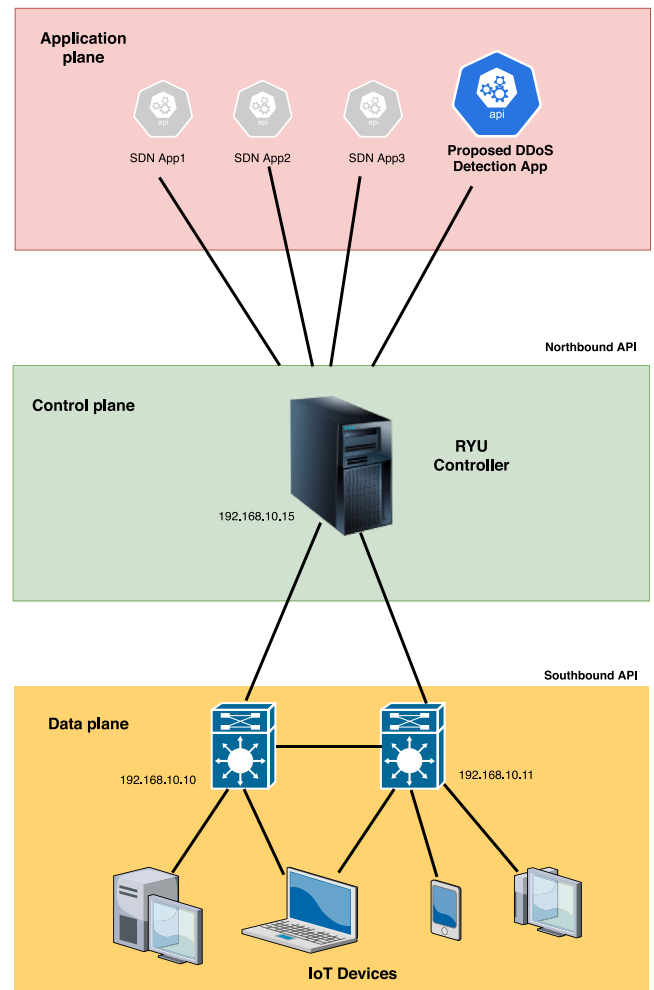 Application
plane
api
api
api
api
SDN App1
SDN App2
SDN App3
Proposed DDoS
Detection App
Northbound API
Control plane
RYU
Controller
192.168.10.15
Southbound API
Data plane
192.168.10.10
192.168.10.11
IoT Devices